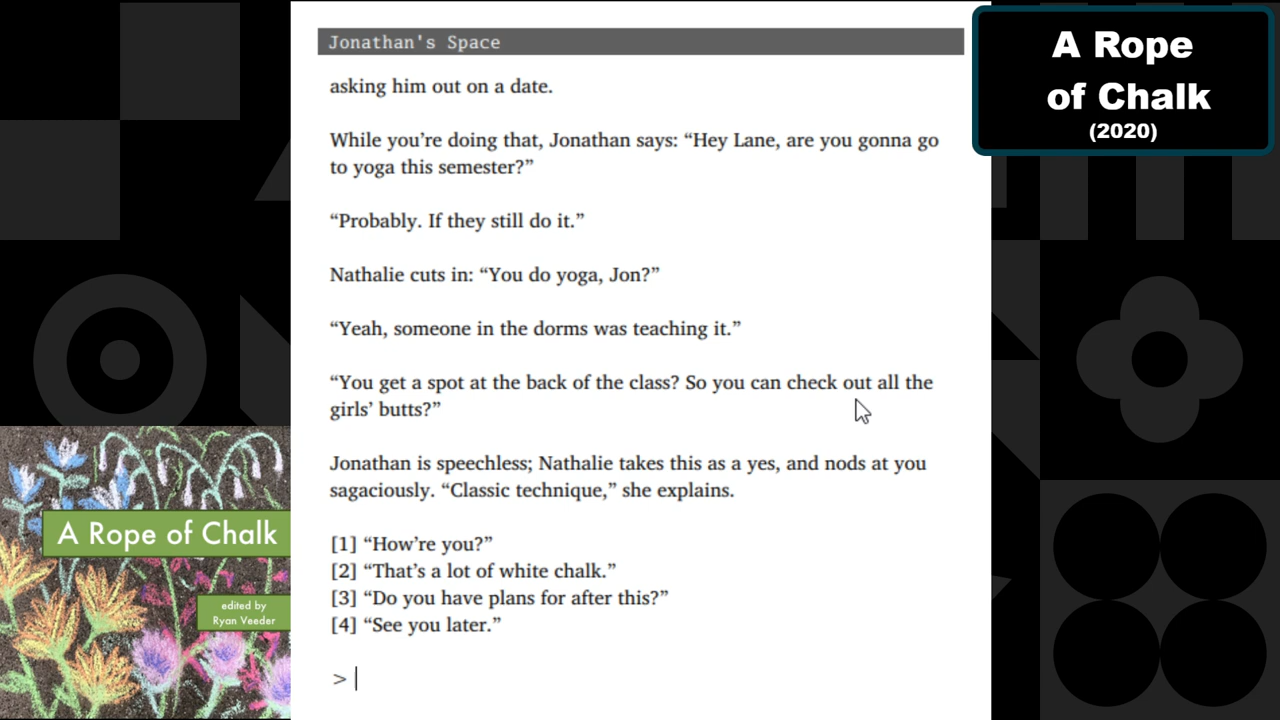 Jonathan's Space
asking him out on a date.
While you’re doing that, Jonathan says: “Hey Lane, are you gonna go
to yoga this semester?”
“Probably. If they still do it.”
Nathalie cuts in: “You do yoga, Jon?”
“Yeah, someone in the dorms was teaching it.”
“You get a spot at the back of the class? So you can check out all the
girls’ butts?”
Jonathan is speechless; Nathalie takes this as a yes, and nods at you
sagaciously. “Classic technique,” she explains.
[1] “How’re you?”
[2] “That’s a lot of white chalk.”
[3] “Do you have plans for after this?”
[4] “See you later.”
>
A Rope
of Chalk
(2020)
A Rope of Chalk
edited by
Ryan Veeder